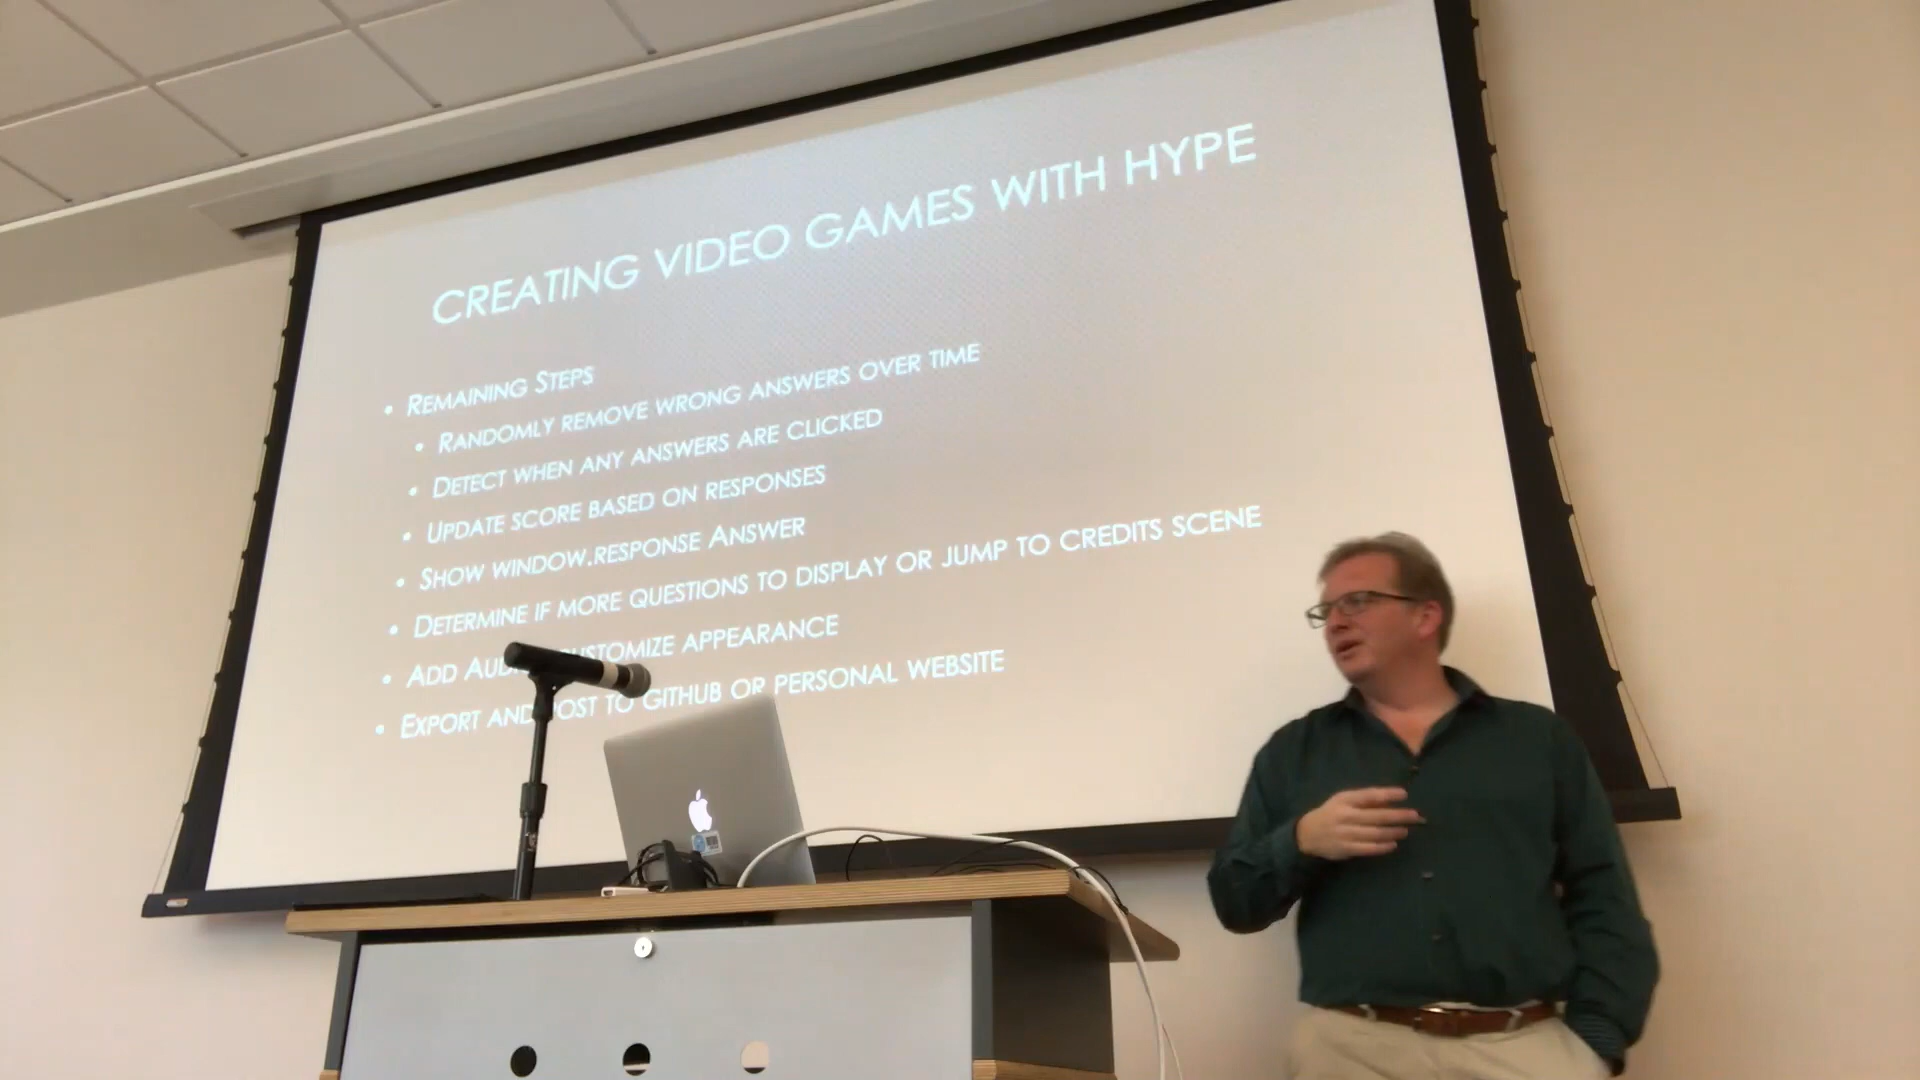 CREATING VIDEO GAMES WITH HYPE
• REMAINING STEPS
• RANDOMLY REMOVE WRONG ANSWERS OVER TIME
• DETECT WHEN ANY ANSWERS ARE CLICKED
• UPDATE SCORE BASED ON RESPONSES
• SHOW WINDOW.RESPONSE ANSWER
• DETERMINE IF MORE QUESTIONS TO DISPLAY OR JUMP TO CREDITS SCENE
• ADD CUSTOMIZE APPEARANCE
• EXPORT AND POST TO GITHUB OR PERSONAL WEBSITE